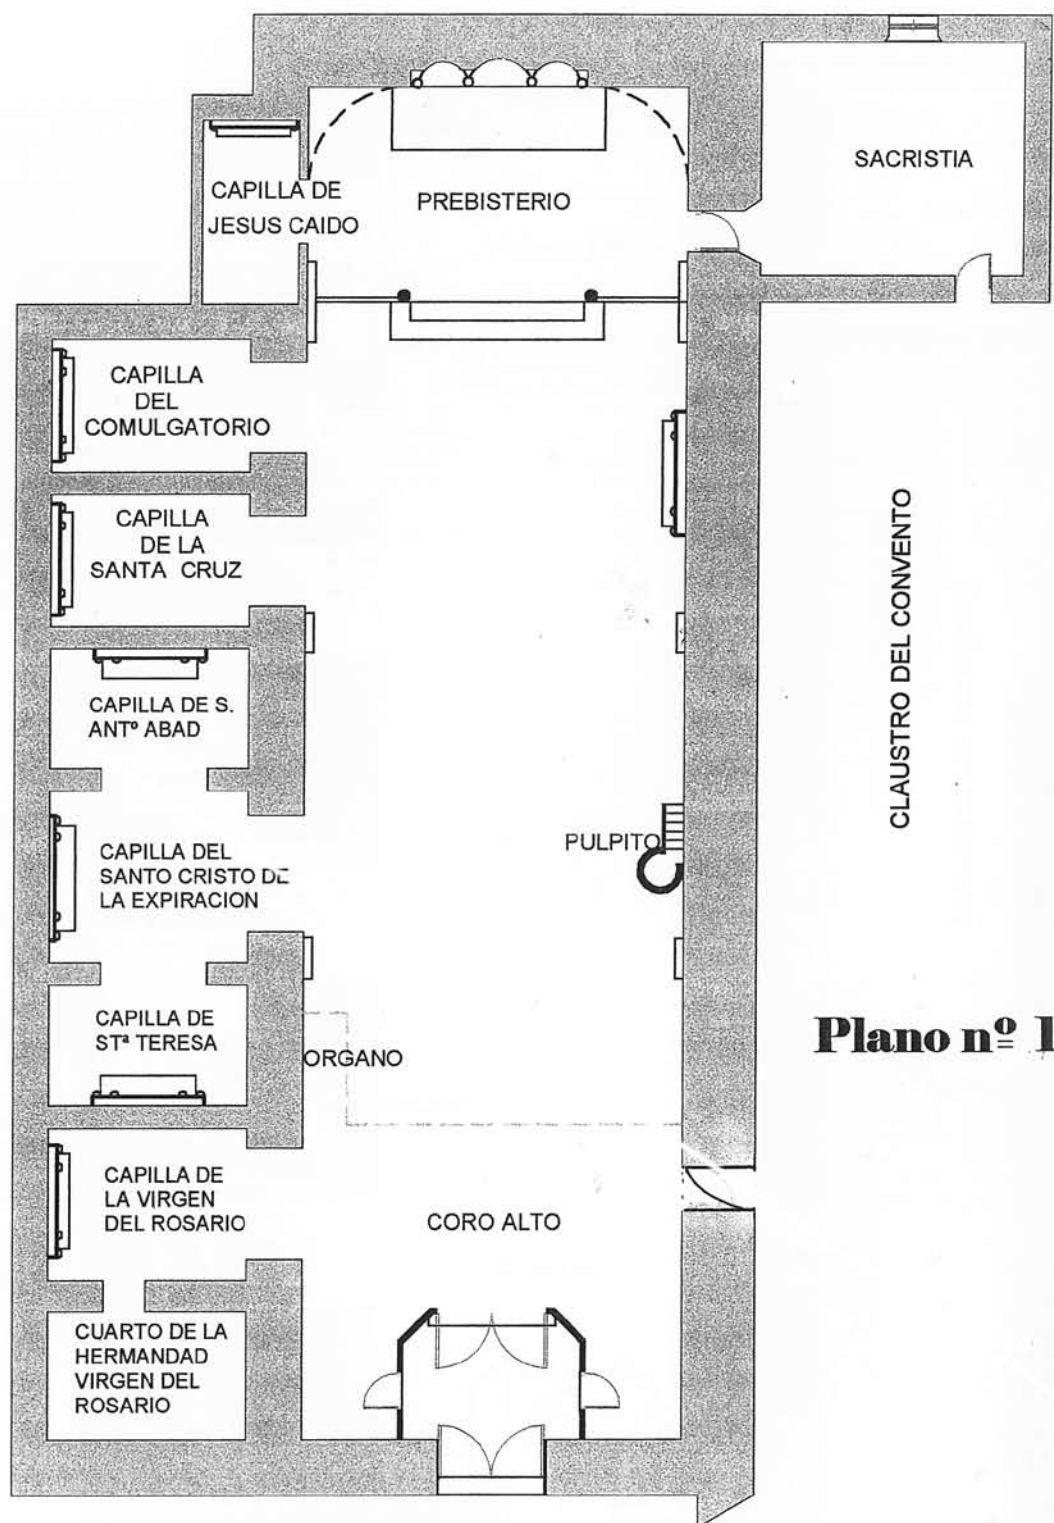 SACRISTIA
CAPILLA DE
JESUS CAIDO
PREBISTERIO
CAPILLA
DEL
COMULGATORIO
CAPILLA
DE LA
SANTA CRUZ
CAPILLA DE S.
ANTº ABAD
CLAUSTRO DEL CONVENTO
PULPITO
CAPILLA DEL
SANTO CRISTO DE
LA EXPIRACION
CAPILLA DE
STª TERESA
ORGANO
Plano nº 1
CAPILLA DE
LA VIRGEN
DEL ROSARIO
CORO ALTO
CUARTO DE LA
HERMANDAD
VIRGEN DEL
ROSARIO